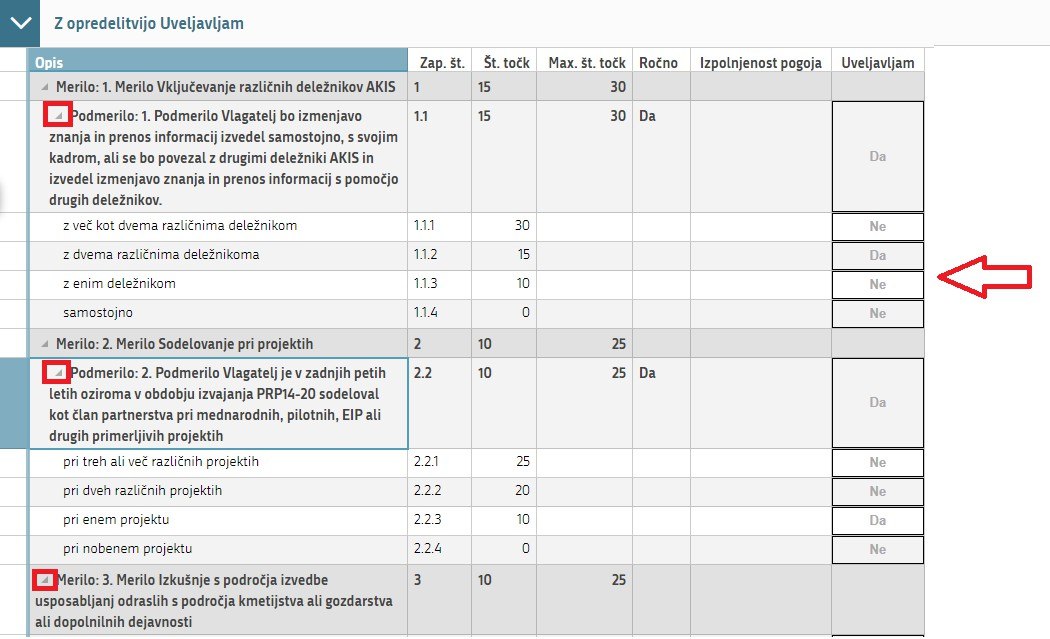 Z opredelitvijo Uveljavljam
Opis Zap. št. Št. točk Max. št. točk Ročno Izpolnjenost pogoja Uveljavljam
Merilo: 1. Merilo Vključevanje različnih deležnikov AKIS 1 15 30
Podmerilo: 1. Podmerilo Vlagatelj bo izmenjavo 1.1 15 30 Da
znanja in prenos informacij izvedel samostojno, s svojim
kadrom, ali se bo povezal z drugimi deležniki AKIS in Da
izvedel izmenjavo znanja in prenos informacij s pomočjo
drugih deležnikov.
z več kot dvema različnima deležnikom 1.1.1 30 Ne
z dvema različnima deležnikoma 1.1.2 15 Da
z enim deležnikom 1.1.3 10 Ne
samostojno 1.1.4 0 Ne
Merilo: 2. Merilo Sodelovanje pri projektih 2 10 25
Podmerilo: 2. Podmerilo Vlagatelj je v zadnjih petih 2.2 10 25 Da
letih oziroma v obdobju izvajanja PRP14-20 sodeloval Da
kot član partnerstva pri mednarodnih, pilotnih, EIP ali
drugih primerljivih projektih
pri treh ali več različnih projektih 2.2.1 25 Ne
pri dveh različnih projektih 2.2.2 20 Ne
pri enem projektu 2.2.3 10 Da
pri nobenem projektu 2.2.4 0 Ne
Merilo: 3. Merilo Izkušnje s področja izvedbe 3 10 25
usposabljanj odraslih s področja kmetijstva ali gozdarstva
ali dopolnilnih dejavnosti